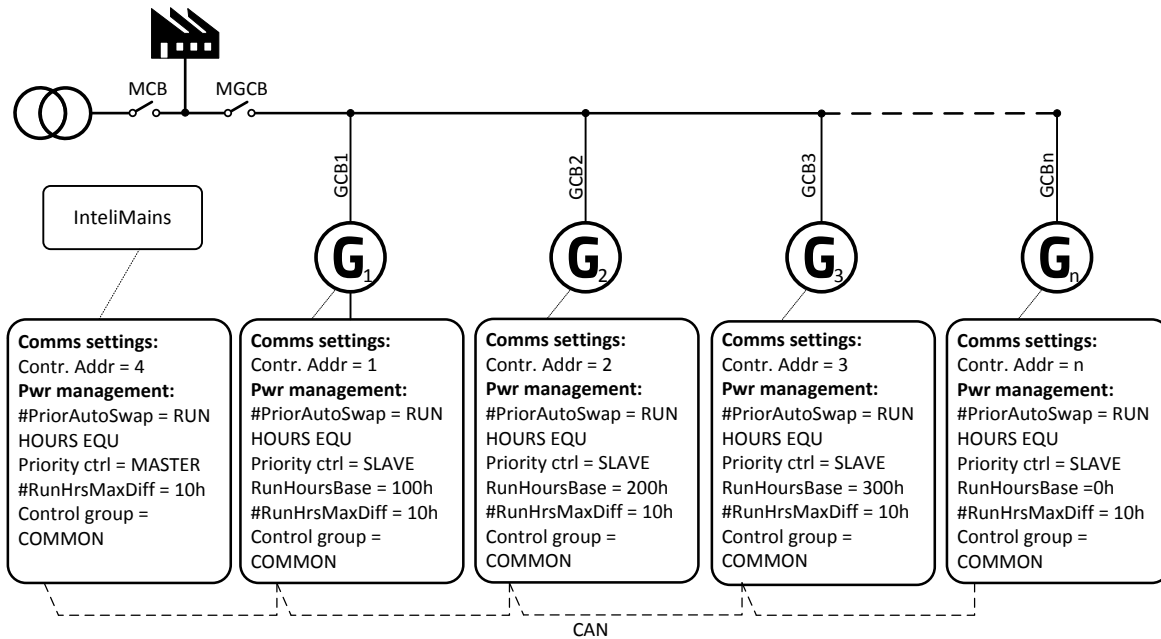 MCB
MGCB
GCB1
GCB2
GCB3
GCBn
InteliMains
G1
G2
G3
Gn
Comms settings:
Contr. Addr = 4
Pwr management:
#PriorAutoSwap = RUN
HOURS EQU
Priority ctrl = MASTER
#RunHrsMaxDiff = 10h
Control group =
COMMON
Comms settings:
Contr. Addr = 1
Pwr management:
#PriorAutoSwap = RUN
HOURS EQU
Priority ctrl = SLAVE
RunHoursBase = 100h
#RunHrsMaxDiff = 10h
Control group =
COMMON
Comms settings:
Contr. Addr = 2
Pwr management:
#PriorAutoSwap = RUN
HOURS EQU
Priority ctrl = SLAVE
RunHoursBase = 200h
#RunHrsMaxDiff = 10h
Control group =
COMMON
Comms settings:
Contr. Addr = 3
Pwr management:
#PriorAutoSwap = RUN
HOURS EQU
Priority ctrl = SLAVE
RunHoursBase = 300h
#RunHrsMaxDiff = 10h
Control group =
COMMON
Comms settings:
Contr. Addr = n
Pwr management:
#PriorAutoSwap = RUN
HOURS EQU
Priority ctrl = SLAVE
RunHoursBase =0h
#RunHrsMaxDiff = 10h
Control group =
COMMON
CAN